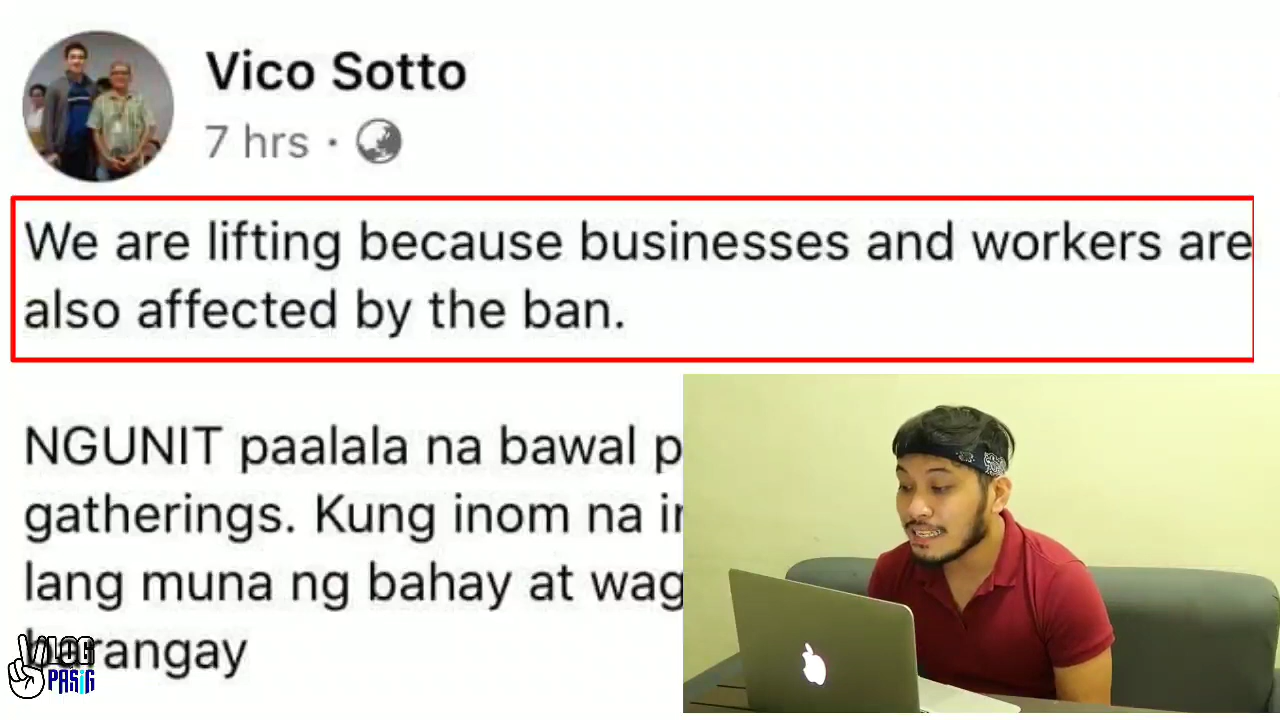 Vico Sotto
7 hrs ·
We are lifting because businesses and workers are
also affected by the ban.
NGUNIT paalala na bawal
gatherings. Kung inom na
lang muna ng bahay at wag
barangay
VLOG
PASIG